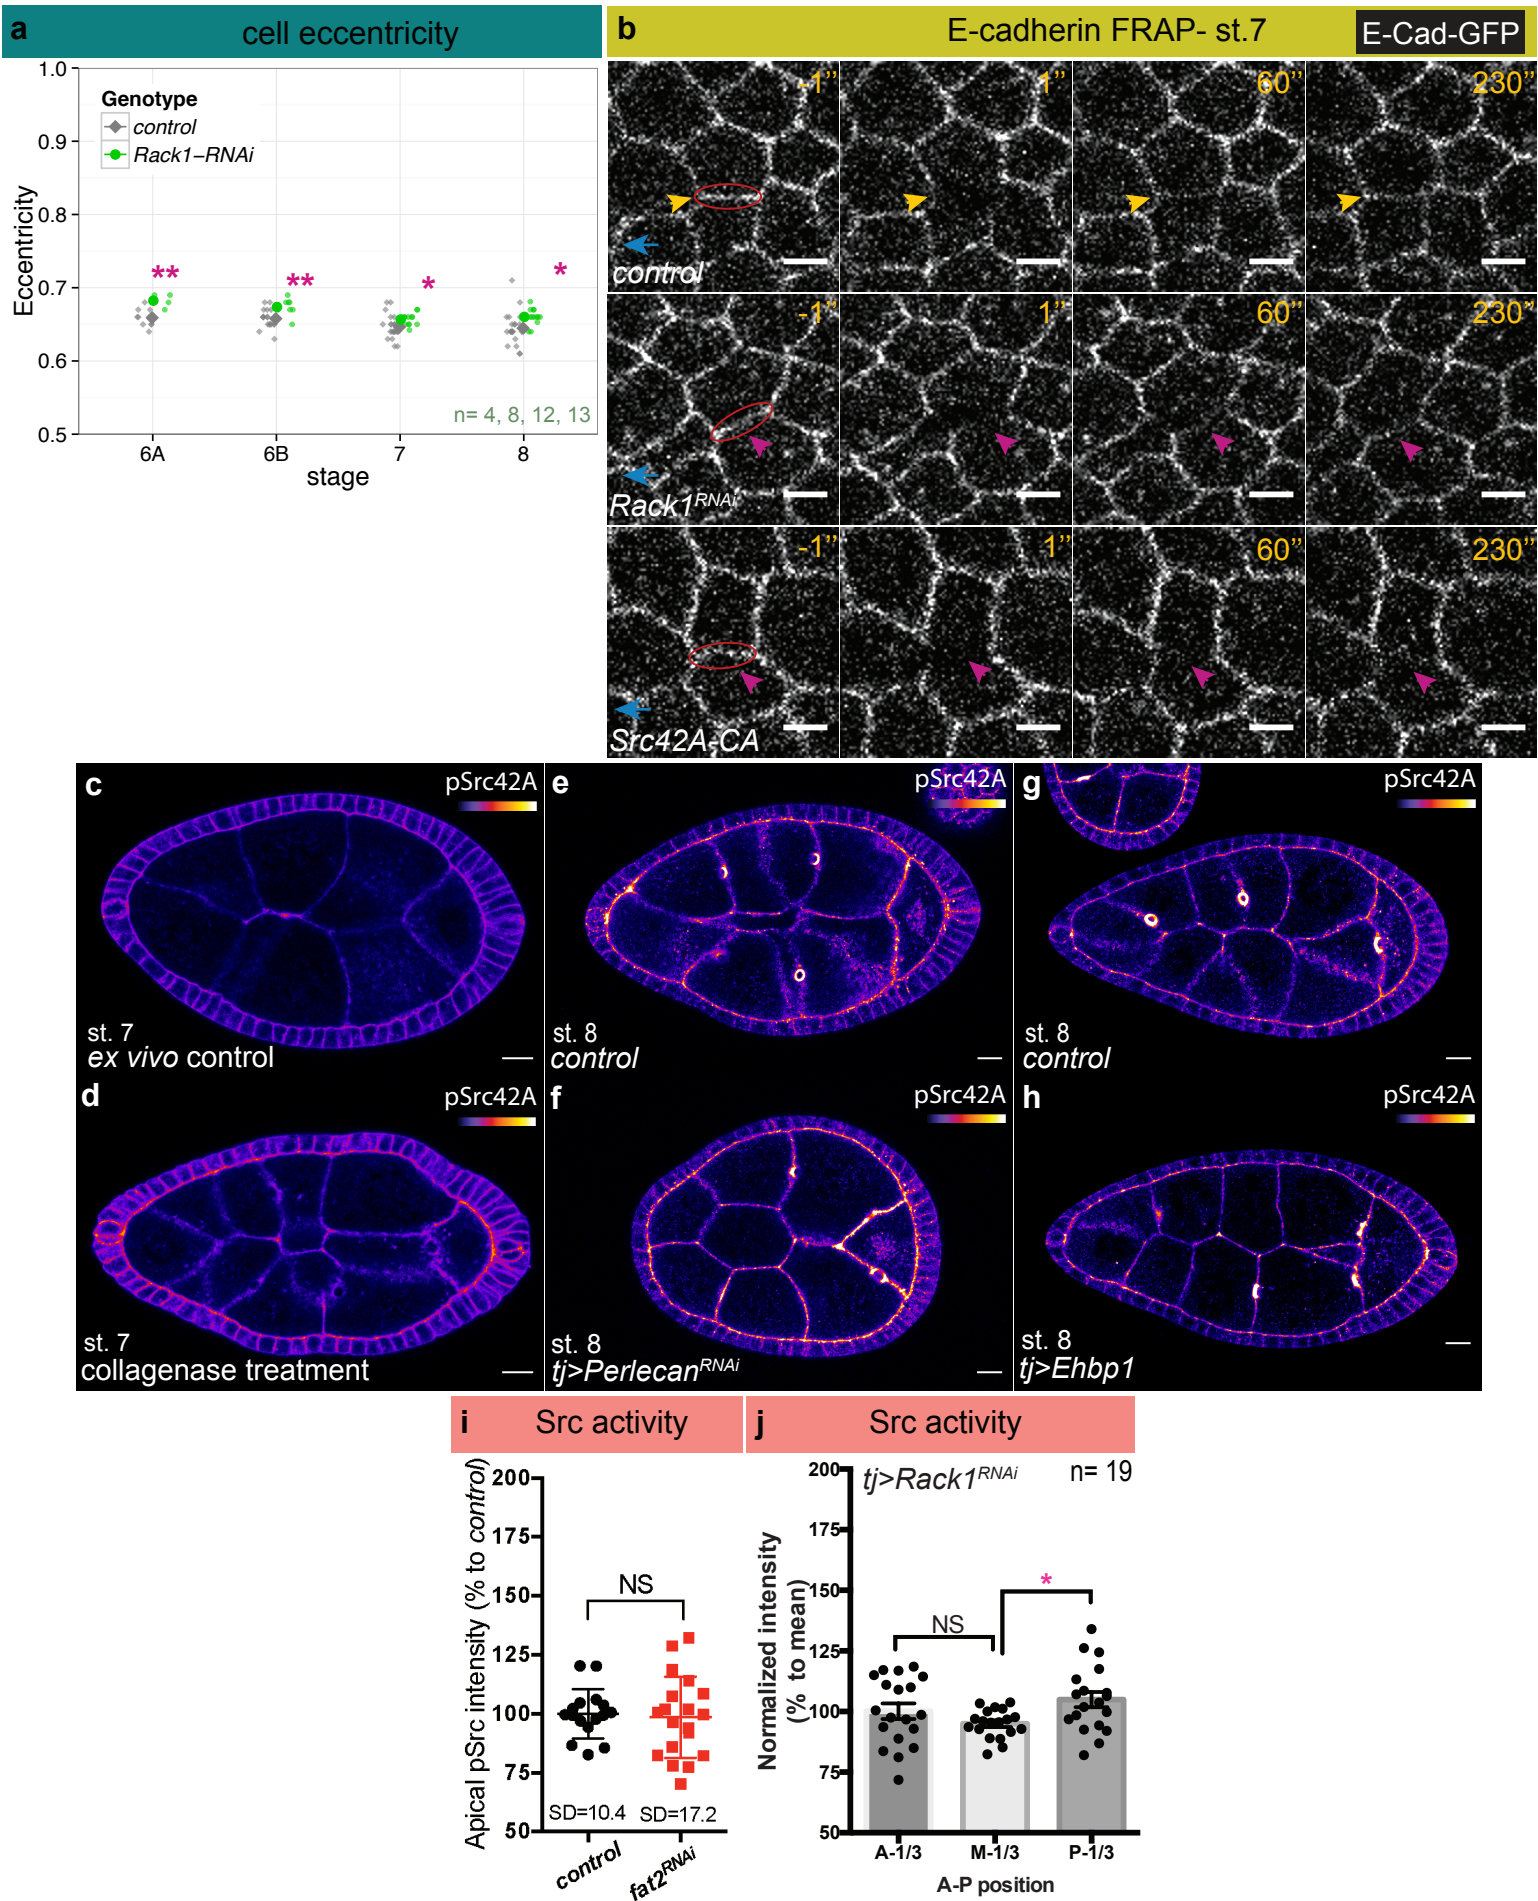 a cell eccentricity
1.0
0.9
0.8
0.7
0.6
0.5
Eccentricity
Genotype
control
Rack1−RNAi
** ** * *
n= 4, 8, 12, 13
6A 6B 7 8
stage
b E-cadherin FRAP- st.7 E-Cad-GFP
-1’’ 1’’ 60’’ 230’’
control
-1’’ 1’’ 60’’ 230’’
Rack1RNAi
-1’’ 1’’ 60’’ 230’’
Src42A-CA
c pSrc42A
st. 7
ex vivo control
d pSrc42A
st. 7
collagenase treatment
e pSrc42A
st. 8
control
f pSrc42A
st. 8
tj>PerlecanRNAi
g pSrc42A
st. 8
control
h pSrc42A
st. 8
tj>Ehbp1
i Src activity
Apical pSrc intensity (% to control)
200
175
150
125
100
75
50
NS
SD=10.4 SD=17.2
control fat2RNAi
j Src activity
tj>Rack1RNAi n= 19
Normalized intensity
(% to mean)
200
175
150
125
100
75
50
NS
*
A-1/3 M-1/3 P-1/3
A-P position